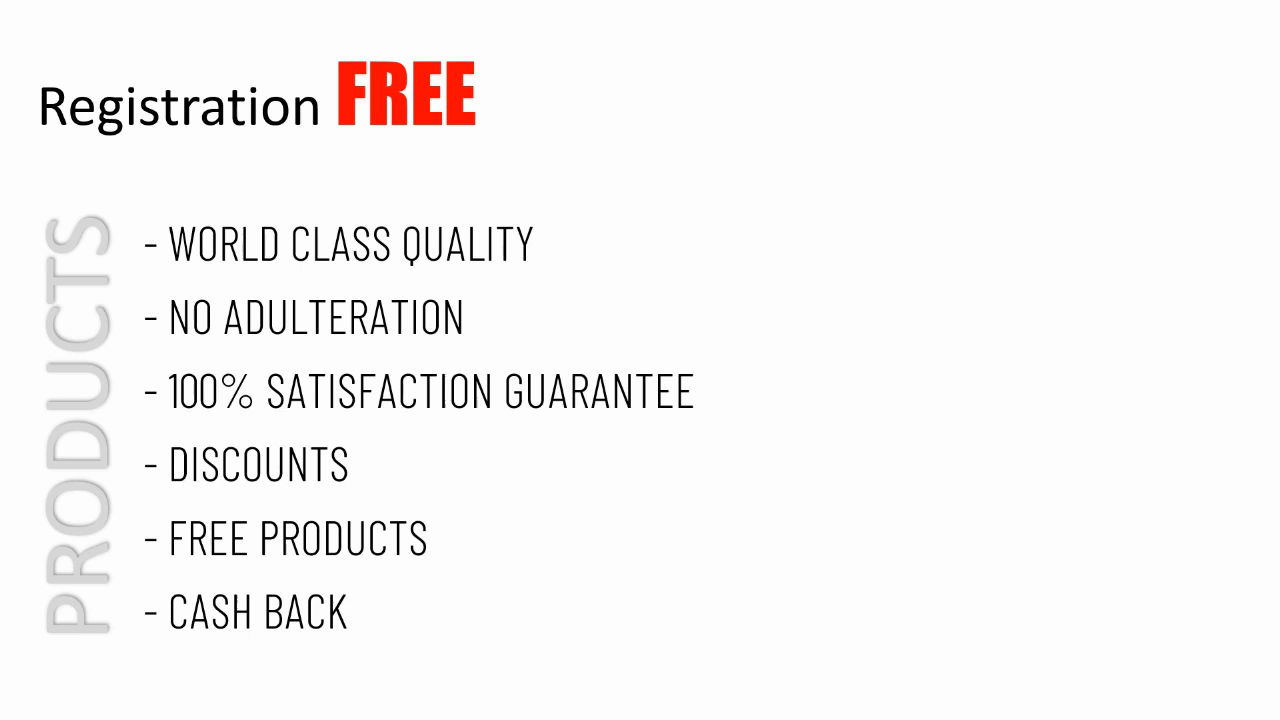 Registration FREE
PRODUCTS
- WORLD CLASS QUALITY
- NO ADULTERATION
- 100% SATISFACTION GUARANTEE
- DISCOUNTS
- FREE PRODUCTS
- CASH BACK